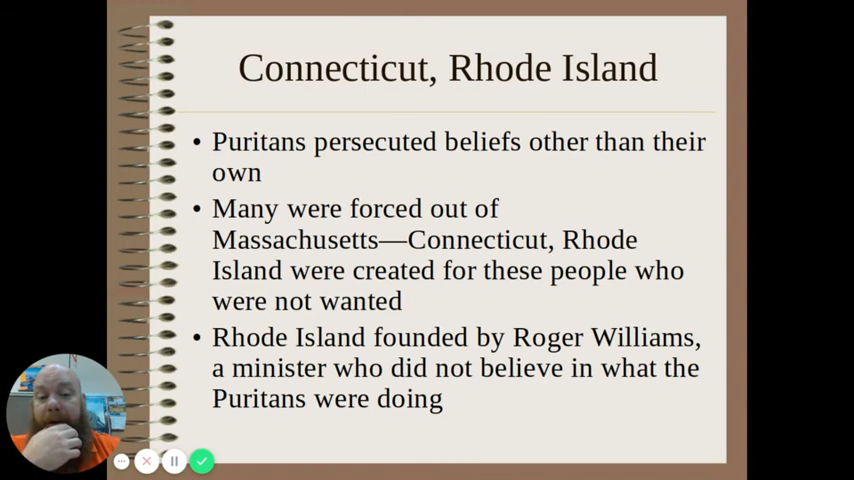 Connecticut, Rhode Island
• Puritans persecuted beliefs other than their
own
• Many were forced out of
Massachusetts—Connecticut, Rhode
Island were created for these people who
were not wanted
• Rhode Island founded by Roger Williams,
a minister who did not believe in what the
Puritans were doing